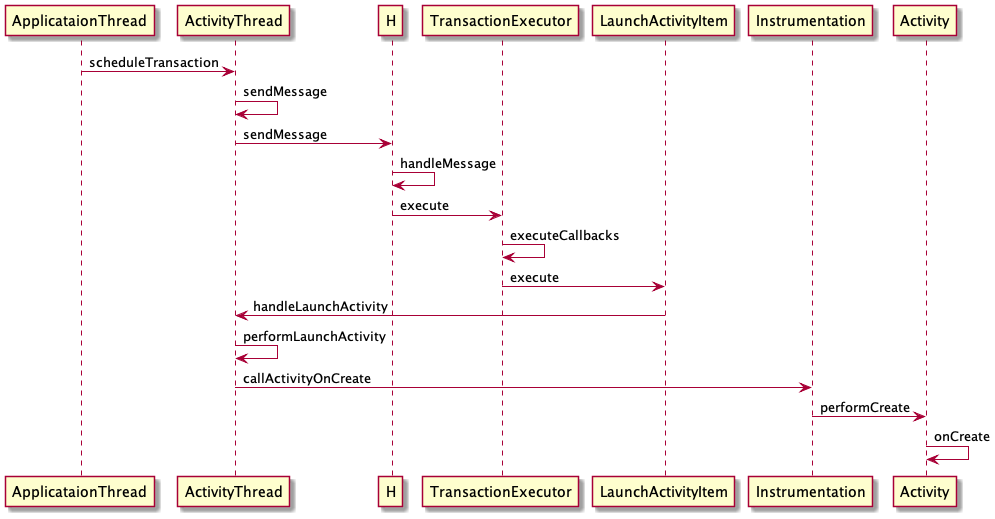 ApplicataionThread ActivityThread H TransactionExecutor LaunchActivityItem Instrumentation Activity
scheduleTransaction
sendMessage
sendMessage
handleMessage
execute
executeCallbacks
execute
handleLaunchActivity
performLaunchActivity
callActivityOnCreate
performCreate
onCreate
ApplicataionThread ActivityThread H TransactionExecutor LaunchActivityItem Instrumentation Activity